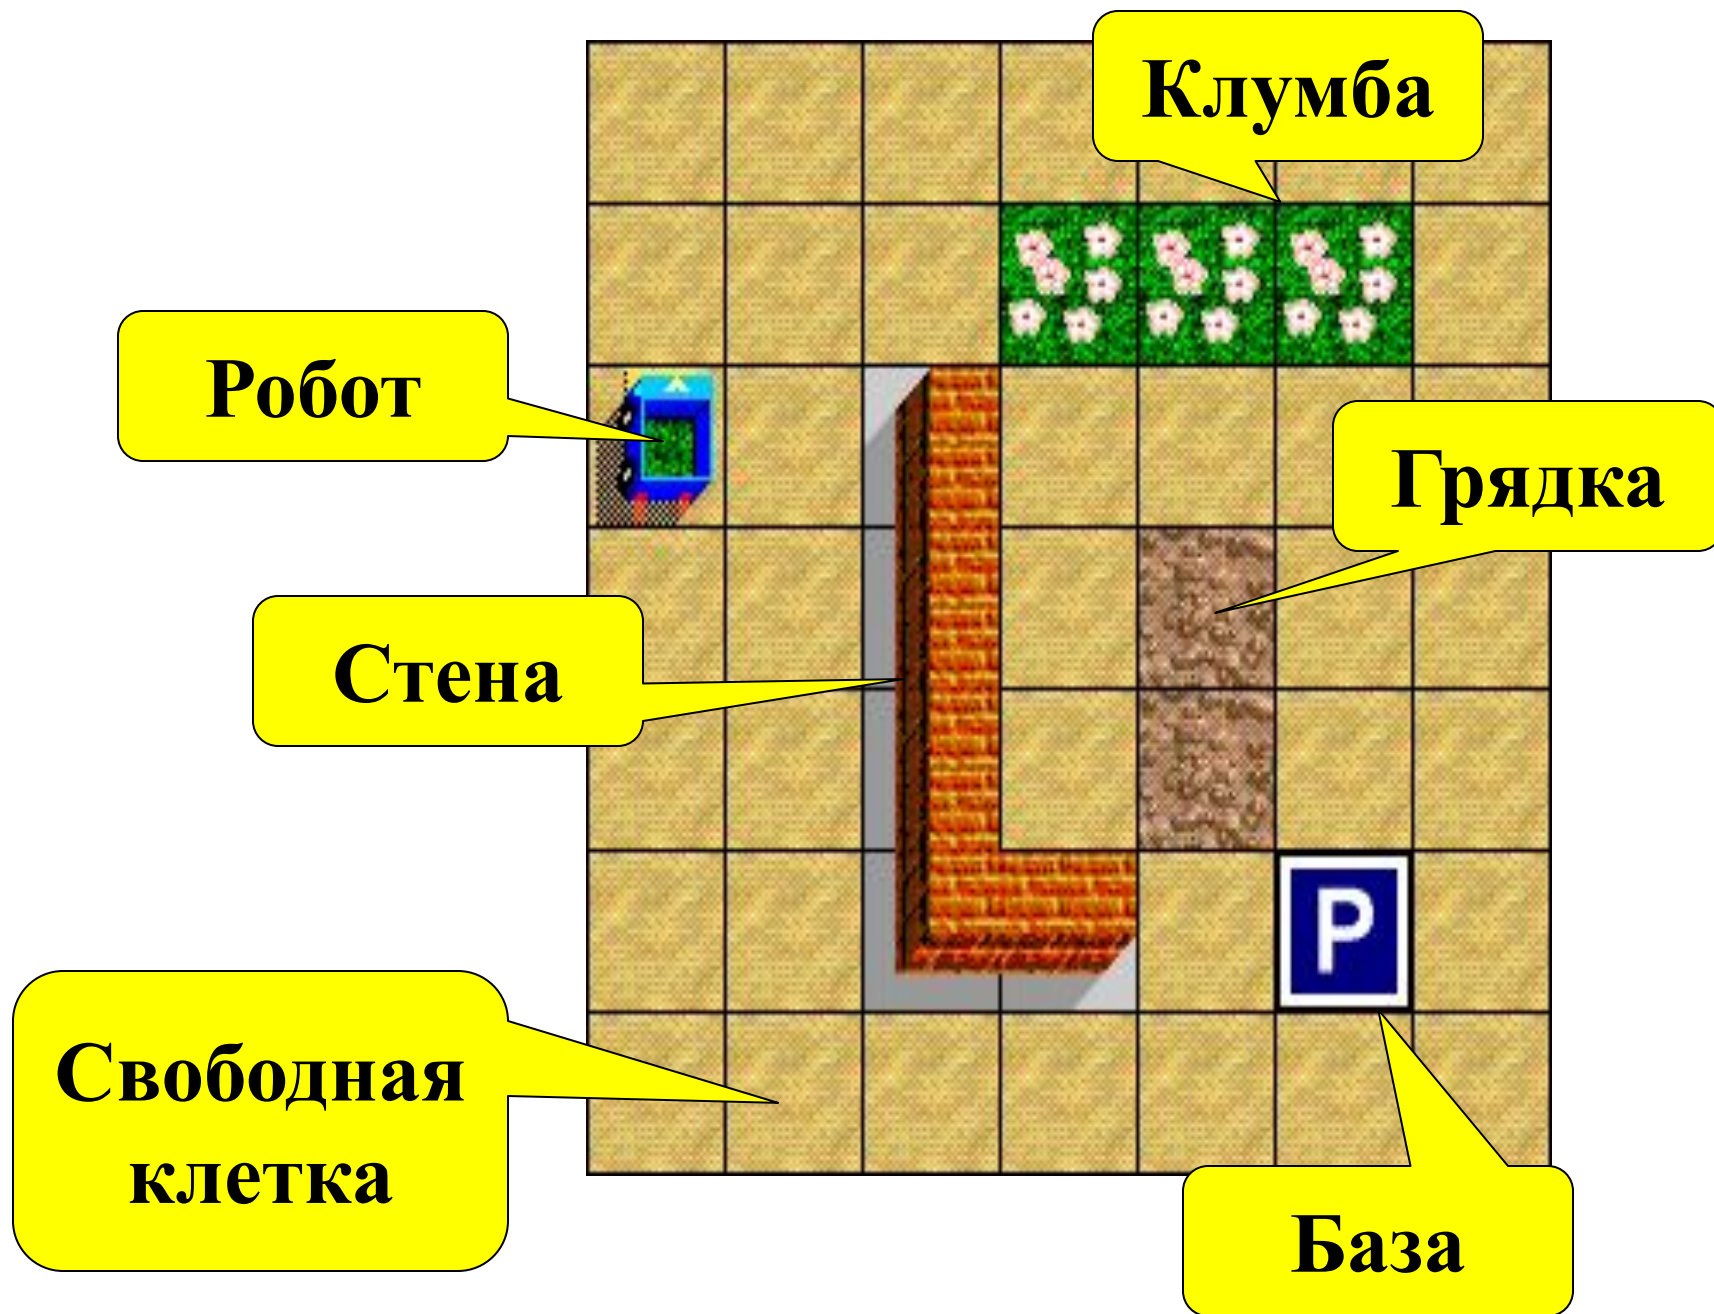 Клумба
Робот
Грядка
Стена
P
Свободная
клетка
База